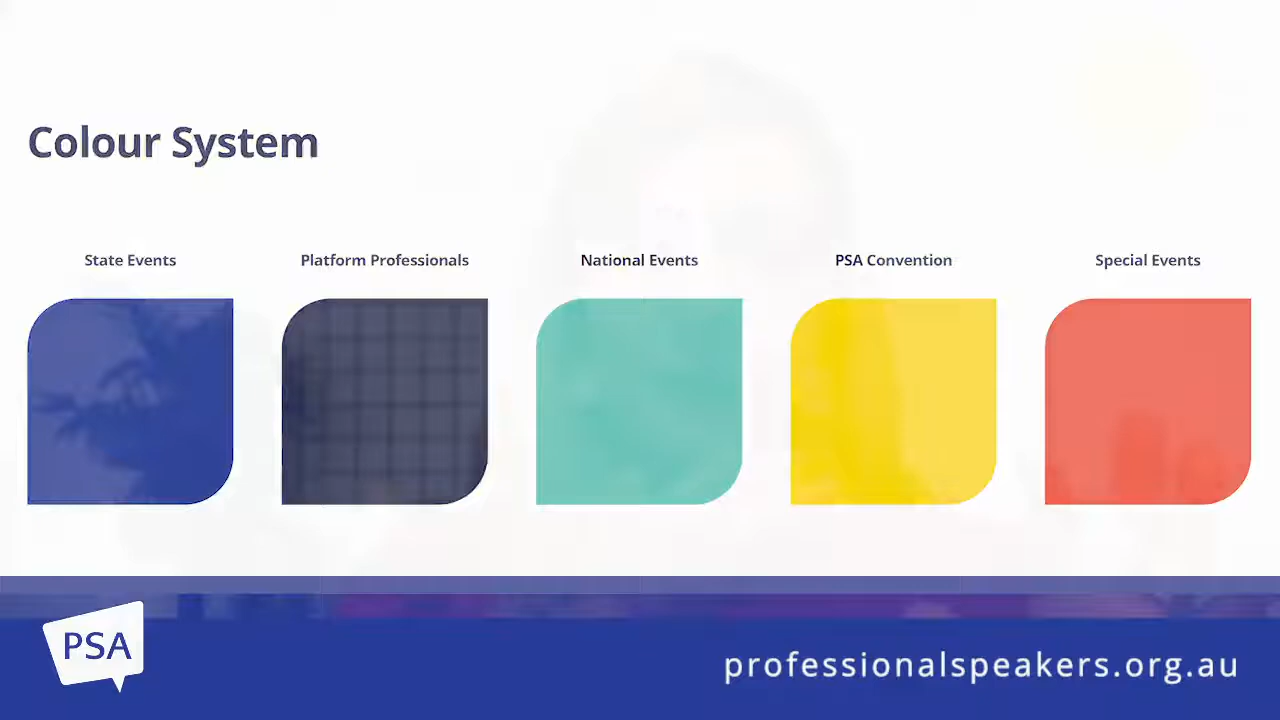 Colour System
State Events
Platform Professionals
National Events
PSA Convention
Special Events
PSA
professionalspeakers.org.au